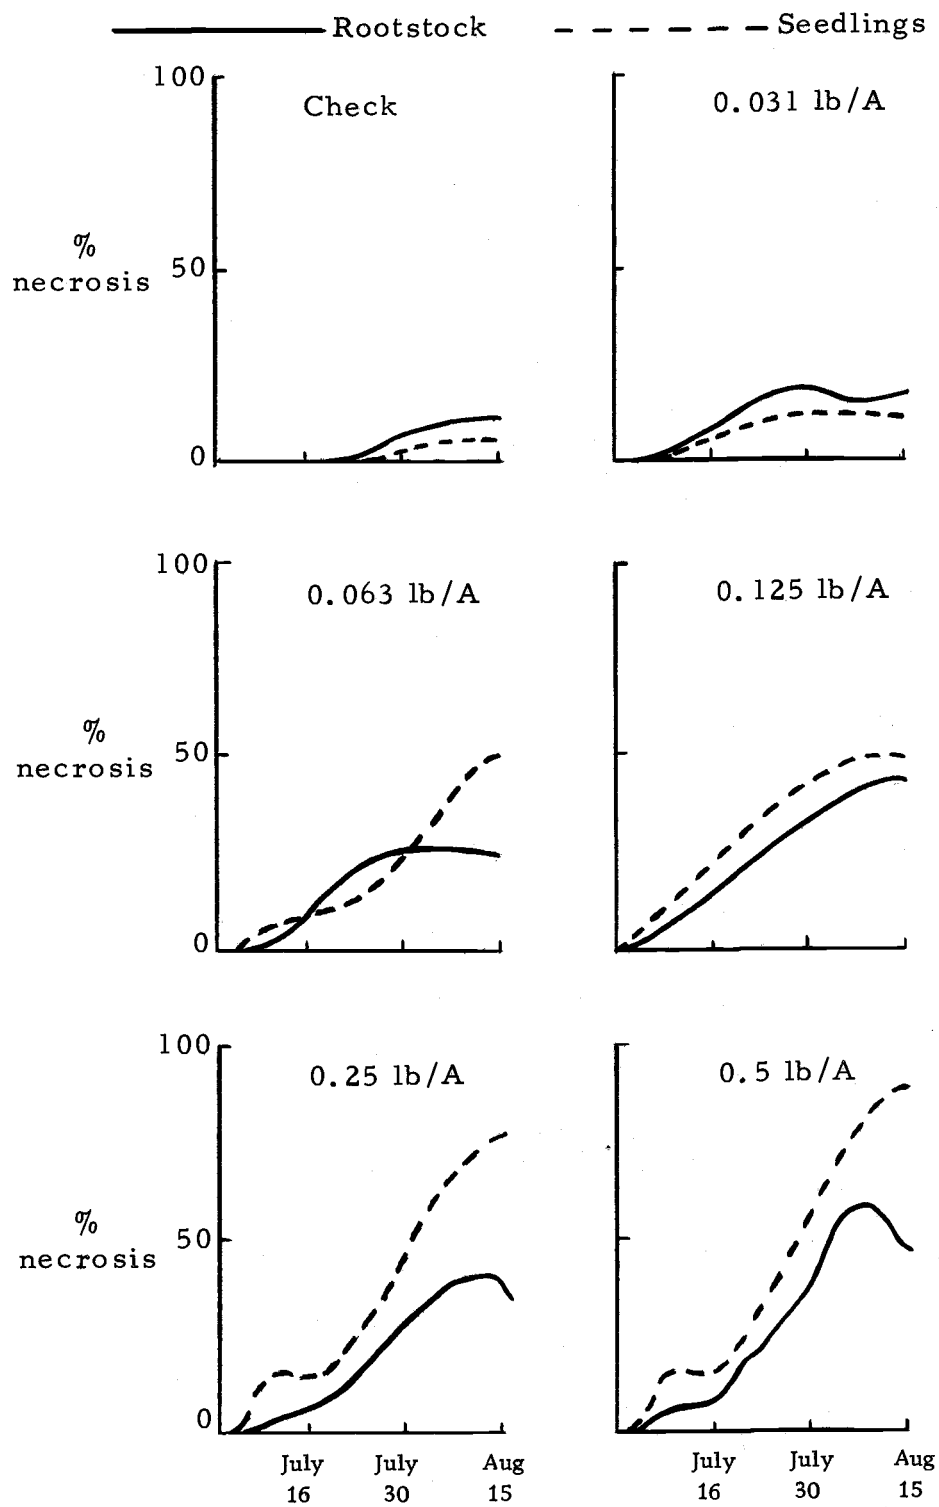 Rootstock Seedlings
100
Check
0.031 lb/A
%
necrosis
50
0
100
0.063 lb/A
0.125 lb/A
%
necrosis
50
0
100
0.25 lb/A
0.5 lb/A
%
necrosis
50
0
July July Aug July July Aug
16 30 15 16 30 15